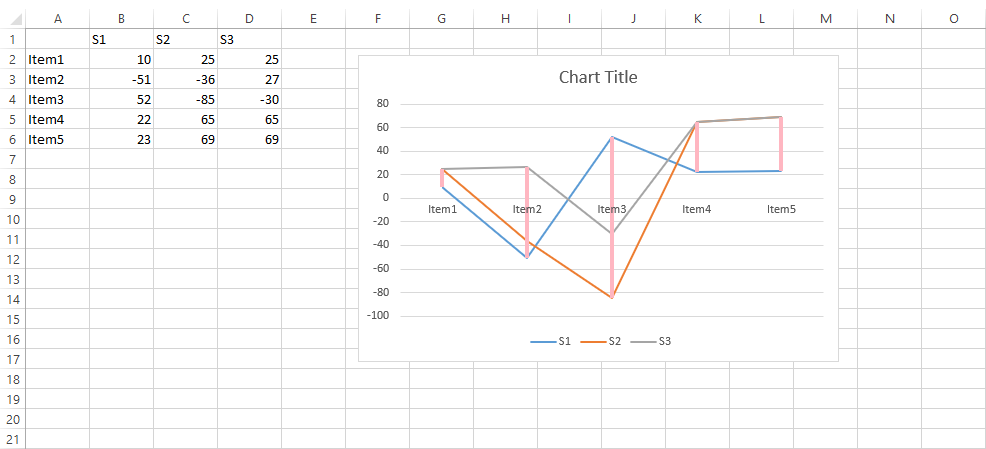 A B C D E F G H I J K L M N O
1 S1 S2 S3
2 Item1 10 25 25
3 Item2 -51 -36 27
4 Item3 52 -85 -30
5 Item4 22 65 65
6 Item5 23 69 69
7
8
9
10
11
12
13
14
15
16
17
18
19
20
21
Chart Title
80
60
40
20
0
Item1 Item2 Item3 Item4 Item5
-20
-40
-60
-80
-100
S1 S2 S3